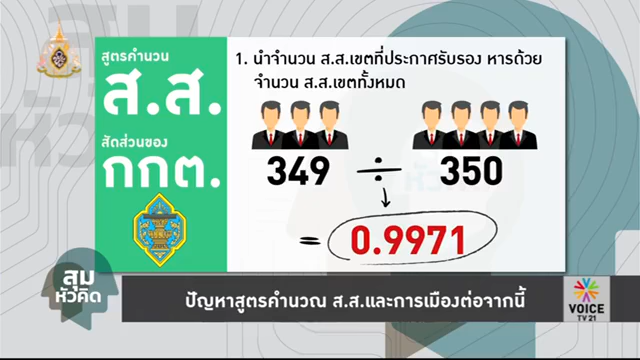 สูตรคำนวน
ส.ส.
สัดส่วนของ
กกต.
1. นำจำนวน ส.ส.เขตที่ประกาศรับรอง หารด้วย
จำนวน ส.ส.เขตทั้งหมด
349 ÷ 350
= 0.9971
สุม
หัวคิด
ปัญหาสูตรคำนวณ ส.ส.และการเมืองต่อจากนี้
VOICE
TV 21